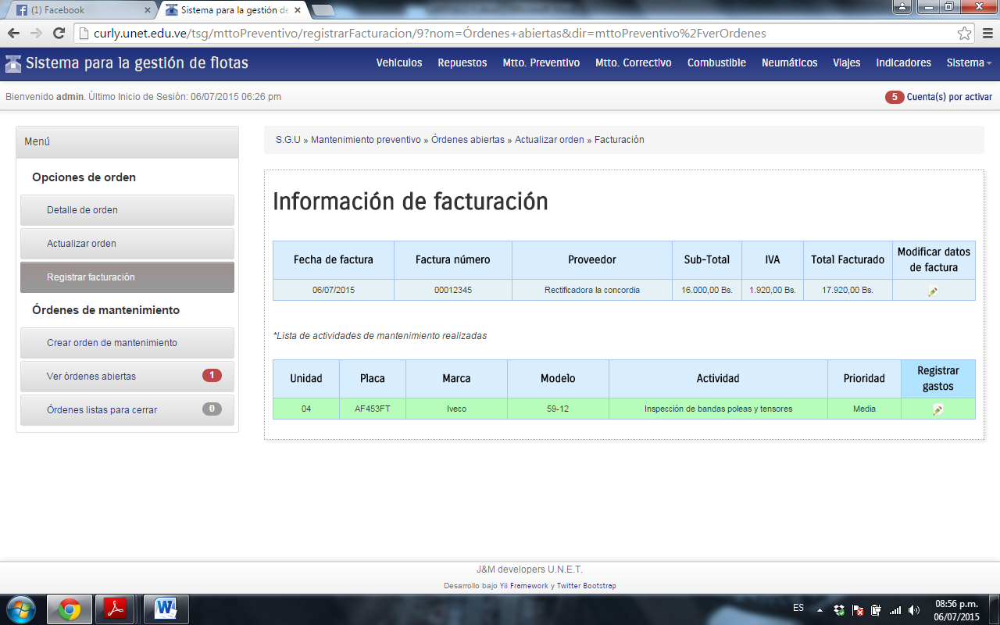 (1) Facebook
Sistema para la gestión de
curly.unet.edu.ve/tsg/mttoPreventivo/registrarFacturacion/9?nom=Órdenes+abiertas&dir=mttoPreventivo%2FverOrdenes
Sistema para la gestión de flotas
Vehiculos Repuestos Mtto. Preventivo Mtto. Correctivo Combustible Neumáticos Viajes Indicadores Sistema
Bienvenido admin. Último Inicio de Sesión: 06/07/2015 06:26 pm
5 Cuenta(s) por activar
Menú
Opciones de orden
Detalle de orden
Actualizar orden
Registrar facturación
Órdenes de mantenimiento
Crear orden de mantenimiento
Ver órdenes abiertas 1
Órdenes listas para cerrar 0
S.G.U » Mantenimiento preventivo » Órdenes abiertas » Actualizar orden » Facturación
Información de facturación
Fecha de factura Factura número Proveedor Sub-Total IVA Total Facturado Modificar datos
de factura
06/07/2015 00012345 Rectificadora la concordia 16.000,00 Bs. 1.920,00 Bs. 17.920,00 Bs.
*Lista de actividades de mantenimiento realizadas
Unidad Placa Marca Modelo Actividad Prioridad Registrar
gastos
04 AF453FT Iveco 59-12 Inspección de bandas poleas y tensores Media
J&M developers U.N.E.T.
Desarrollo bajo Yii Framework y Twitter Bootstrap
ES
08:56 p.m.
06/07/2015